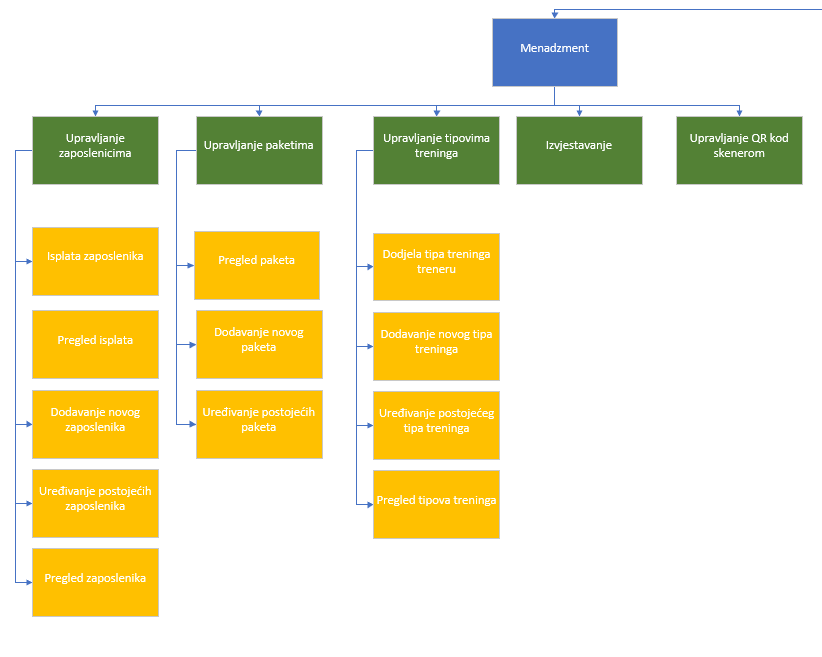 Menadzment
Upravljanje
zaposlenicima
Upravljanje paketima
Upravljanje tipovima
treninga
Izvjestavanje
Upravljanje QR kod
skenerom
Isplata zaposlenika
Pregled isplata
Dodavanje novog
zaposlenika
Uređivanje postojećih
zaposlenika
Pregled zaposlenika
Pregled paketa
Dodavanje novog
paketa
Uređivanje postojećih
paketa
Dodjela tipa treninga
treneru
Dodavanje novog tipa
treninga
Uređivanje postojećeg
tipa treninga
Pregled tipova treninga